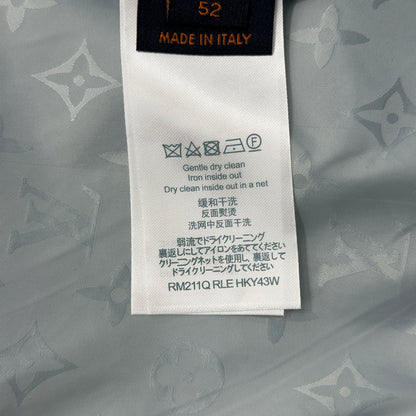 52
MADE IN ITALY
Gentle dry clean
Iron inside out
Dry clean inside out in a net
缓和干洗
反面熨烫
洗网中反面干洗
弱流でドライクリーニング
裏返しにしてアイロンをあててください
クリーニングネットを使用し、裏返しにして
ドライクリーニングしてください
RM211Q RLE HKY43W